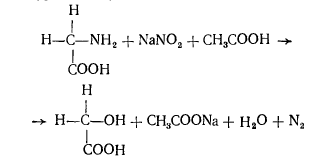 H
H—C—NH₂ + NaNO₂ + CH₃COOH →
COOH
H
→ H—C—OH + CH₃COONa + H₂O + N₂
COOH